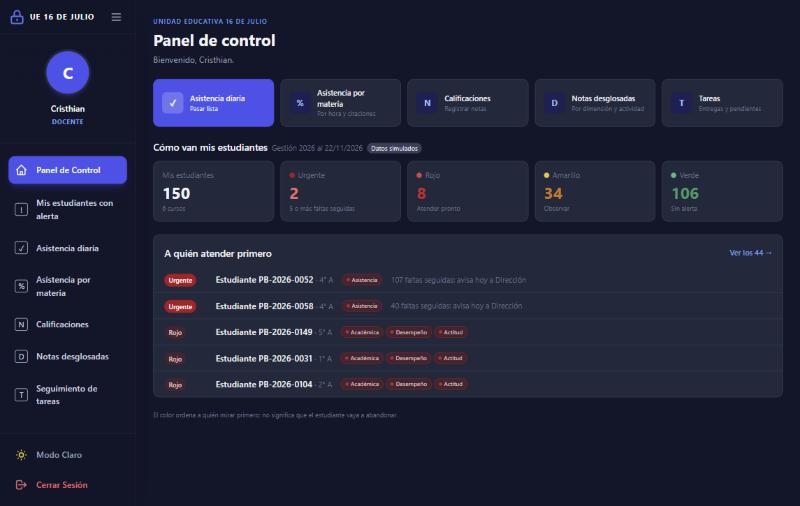 UE 16 DE JULIO
C
Cristhian
DOCENTE
Panel de Control
! Mis estudiantes con
alerta
✓ Asistencia diaria
% Asistencia por
materia
N Calificaciones
D Notas desglosadas
T Seguimiento de
tareas
Modo Claro
Cerrar Sesión
UNIDAD EDUCATIVA 16 DE JULIO
Panel de control
Bienvenido, Cristhian.
✓ Asistencia diaria
Pasar lista
% Asistencia por
materia
Por hora y citaciones
N Calificaciones
Registrar notas
D Notas desglosadas
Por dimensión y actividad
T Tareas
Entregas y pendientes
Cómo van mis estudiantes Gestión 2026 al 22/11/2026 Datos simulados
Mis estudiantes
150
6 cursos
Urgente
2
5 o más faltas seguidas
Rojo
8
Atender pronto
Amarillo
34
Observar
Verde
106
Sin alerta
A quién atender primero Ver los 44 →
Urgente Estudiante PB-2026-0052 · 4° A Asistencia 107 faltas seguidas: avisa hoy a Dirección
Urgente Estudiante PB-2026-0058 · 4° A Asistencia 40 faltas seguidas: avisa hoy a Dirección
Rojo Estudiante PB-2026-0149 · 5° A Académica Desempeño Actitud
Rojo Estudiante PB-2026-0031 · 1° A Académica Desempeño Actitud
Rojo Estudiante PB-2026-0104 · 2° A Académica Desempeño Actitud
El color ordena a quién mirar primero: no significa que el estudiante vaya a abandonar.